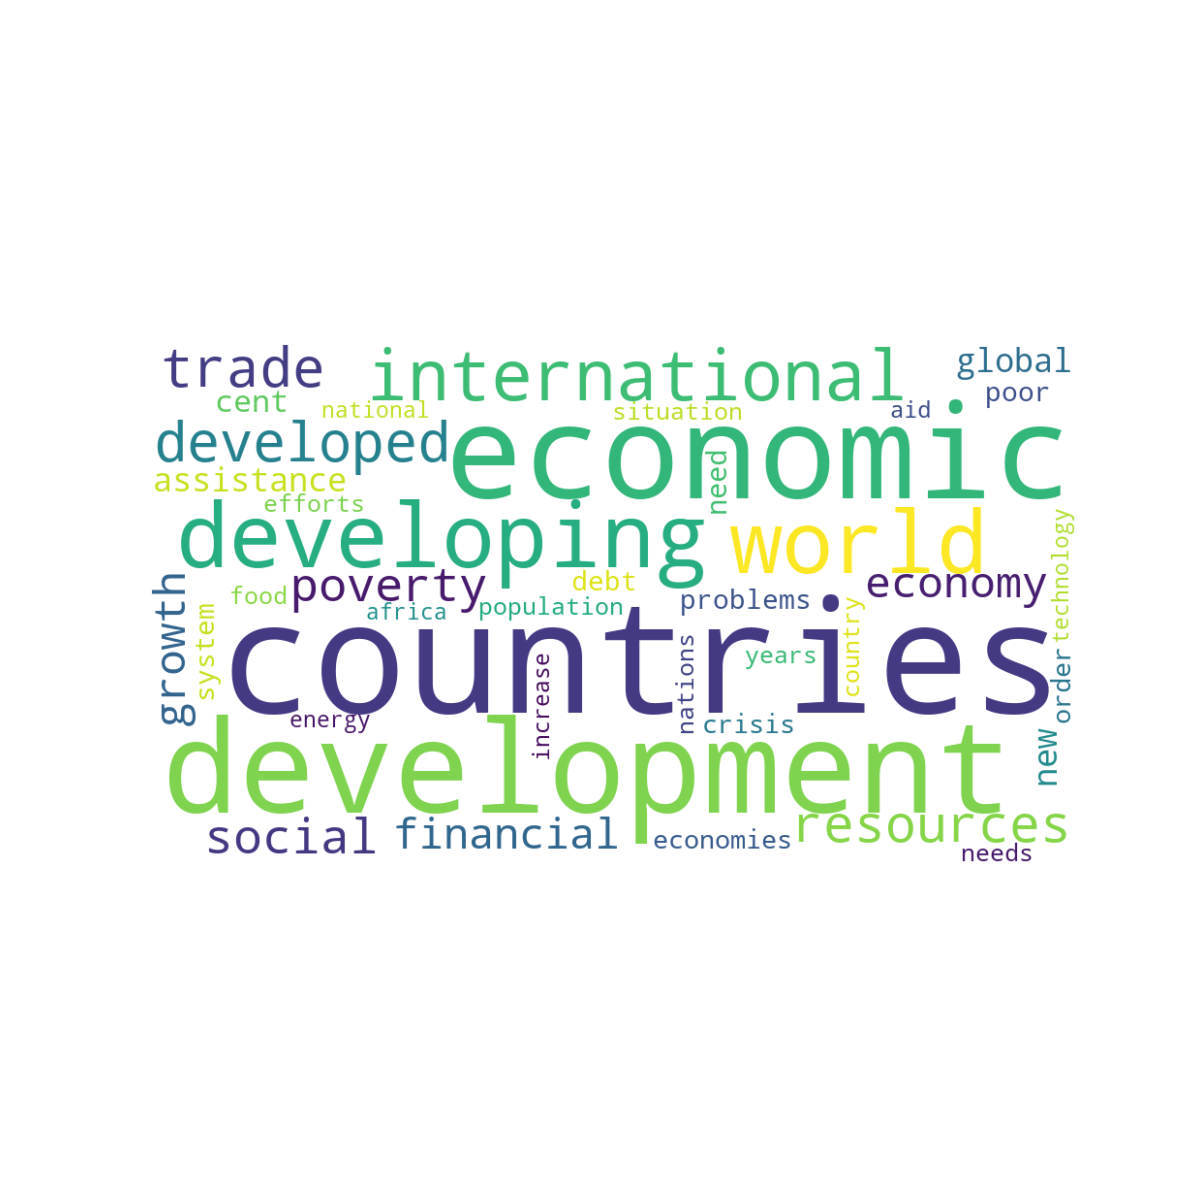 trade
international
global
poor
cent
national
situation
aid
developed
economic
need
assistance
efforts
developing
world
technology
growth
poverty
debt
economy
food
system
africa
population
problems
country
countries
years
nations
increase
order
energy
crisis
development
new
social
financial
economies
resources
needs